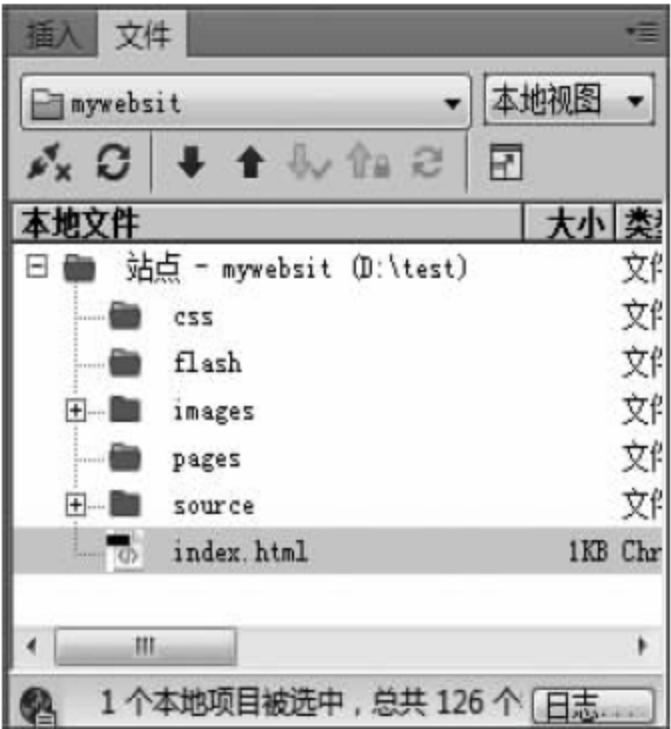 插入 文件
mywebsit 本地视图
本地文件 大小
站点 - mywebsit (D:\test) 文件
css 文件
flash 文件
images 文件
pages 文件
source 文件
index.html 1KB Chr
1 个本地项目被选中，总共 126 个 日志...